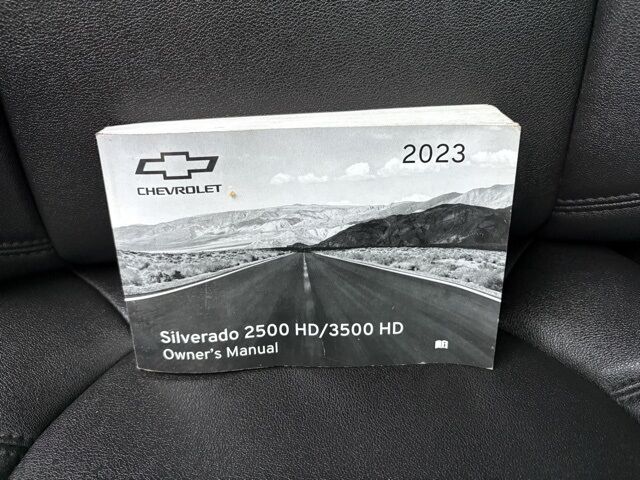 2023
CHEVROLET
Silverado 2500 HD/3500 HD
Owner's Manual